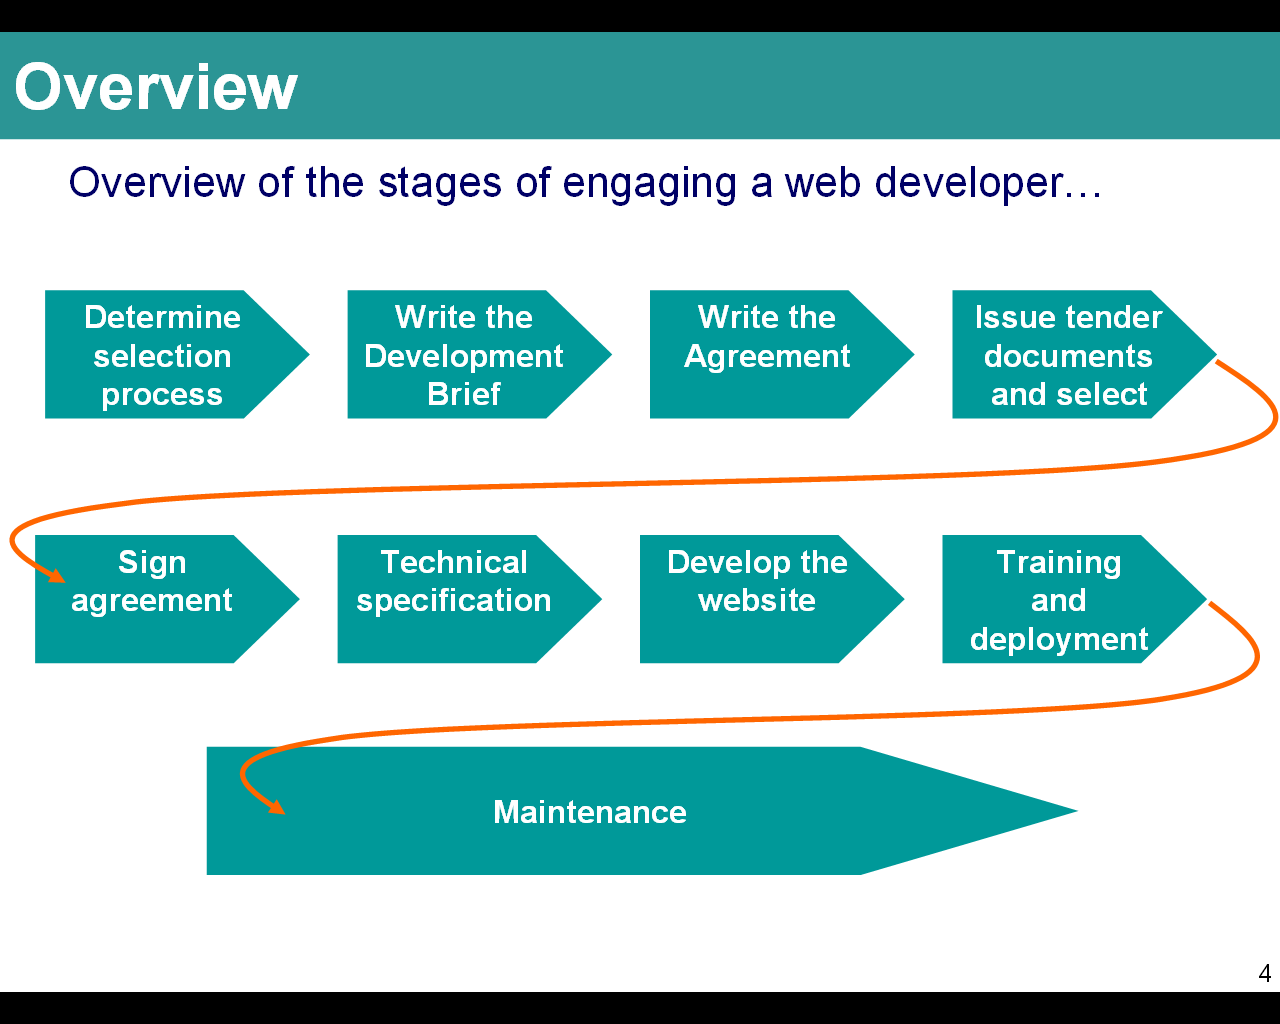 Overview
Overview of the stages of engaging a web developer…
Determine
selection
process
Write the
Development
Brief
Write the
Agreement
Issue tender
documents
and select
Sign
agreement
Technical
specification
Develop the
website
Training
and
deployment
Maintenance
4